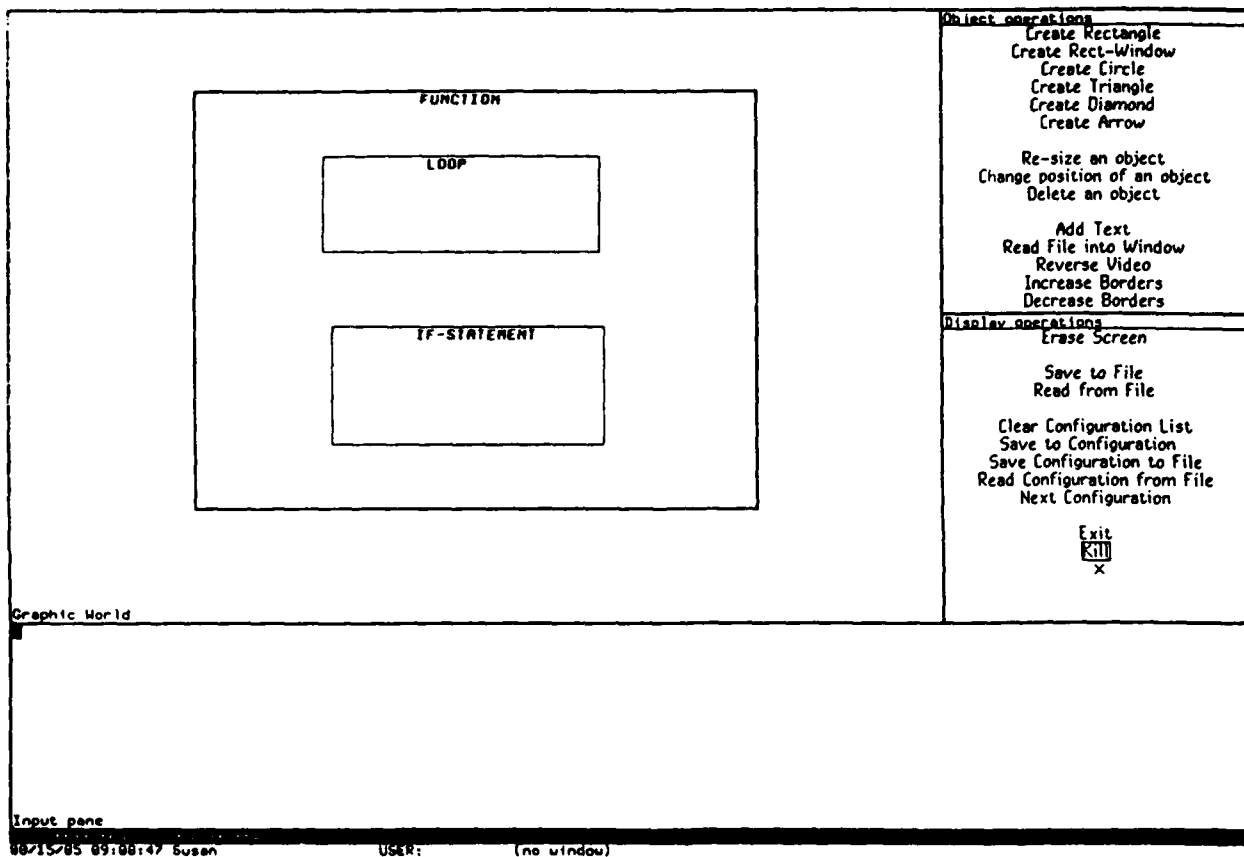 FUNCTION
LOOP
IF-STATEMENT
Graphic World
Object operations
Create Rectangle
Create Rect-Window
Create Circle
Create Triangle
Create Diamond
Create Arrow
Re-size an object
Change position of an object
Delete an object
Add Text
Read File into Window
Reverse Video
Increase Borders
Decrease Borders
Display operations
Erase Screen
Save to File
Read from File
Clear Configuration List
Save to Configuration
Save Configuration to File
Read Configuration from File
Next Configuration
Exit
Kill
Input pane
09:08:47 Susan USER: (no window)